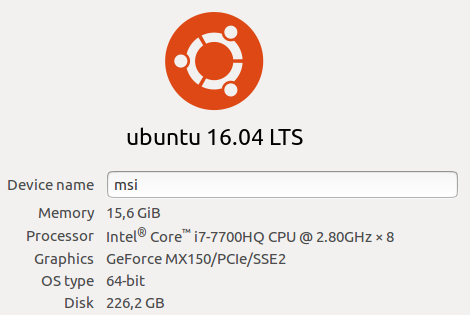 ubuntu 16.04 LTS
Device name msi
Memory 15,6 GiB
Processor Intel® Core™ i7-7700HQ CPU @ 2.80GHz × 8
Graphics GeForce MX150/PCIe/SSE2
OS type 64-bit
Disk 226,2 GB